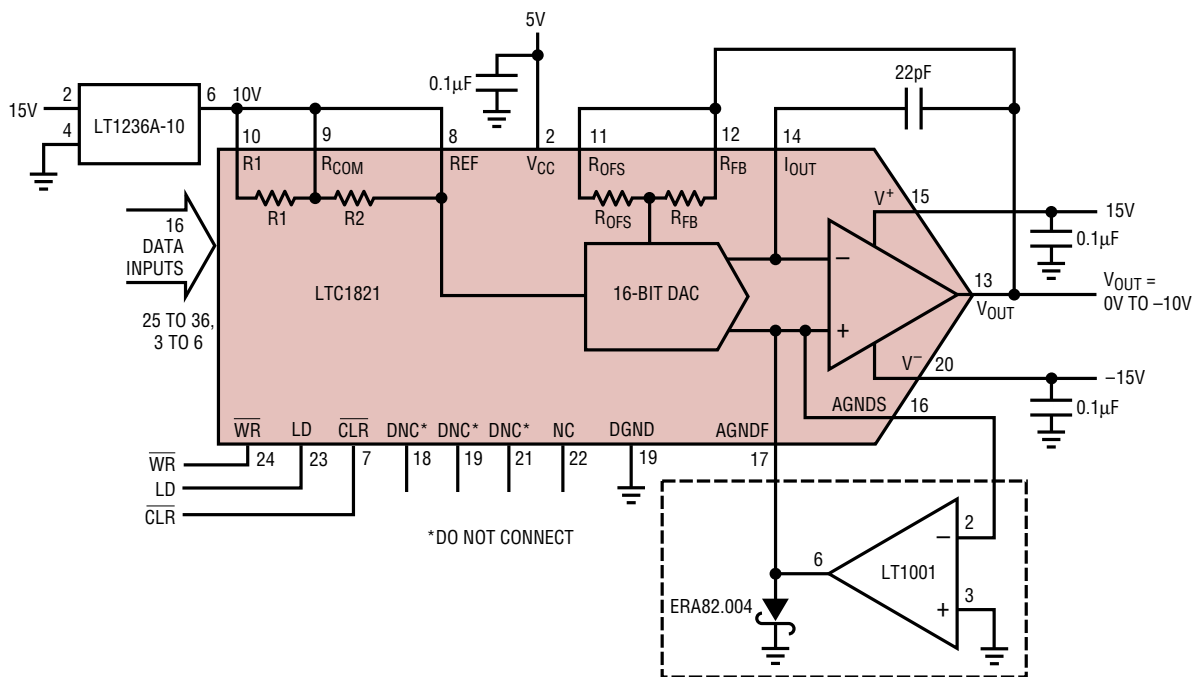 5V
0.1µF
22pF
15V
2
6
10V
LT1236A-10
4
10
9
8
2
11
12
14
R1
RCOM
REF
VCC
ROFS
RFB
IOUT
R1
R2
ROFS
RFB
V+
15
15V
0.1µF
16
DATA
INPUTS
25 TO 36,
3 TO 6
LTC1821
16-BIT DAC
–
+
13
VOUT
VOUT =
0V TO –10V
V–
20
–15V
0.1µF
AGNDS
16
WR
LD
CLR
DNC*
DNC*
DNC*
NC
DGND
AGNDF
24
23
7
18
19
21
22
19
17
WR
LD
CLR
*DO NOT CONNECT
2
–
6
LT1001
3
+
ERA82.004